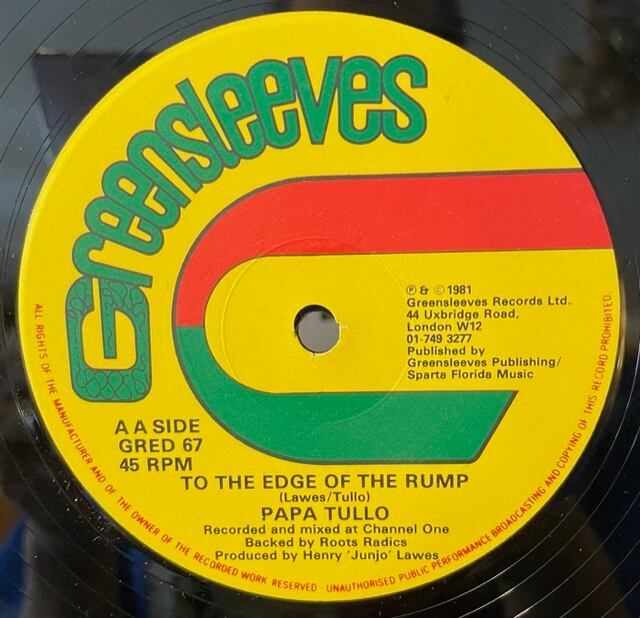 Greensleeves
℗ & © 1981
Greensleeves Records Ltd.
44 Uxbridge Road,
London W12
01-749 3277
Published by
Greensleeves Publishing/
Sparta Florida Music
A A SIDE
GRED 67
45 RPM
TO THE EDGE OF THE RUMP
(Lawes/Tullo)
PAPA TULLO
Recorded and mixed at Channel One
Backed by Roots Radics
Produced by Henry 'Junjo' Lawes
ALL RIGHTS OF THE MANUFACTURER AND OF THE OWNER OF THE RECORDED WORK RESERVED · UNAUTHORISED PUBLIC PERFORMANCE BROADCASTING AND COPYING OF THIS RECORD PROHIBITED.